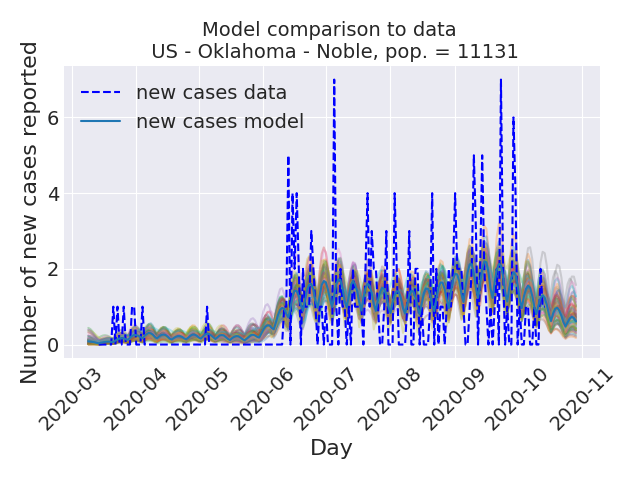 Model comparison to data
US - Oklahoma - Noble, pop. = 11131
new cases data
new cases model
Number of new cases reported
6
4
2
0
2020-03
2020-04
2020-05
2020-06
2020-07
2020-08
2020-09
2020-10
2020-11
Day